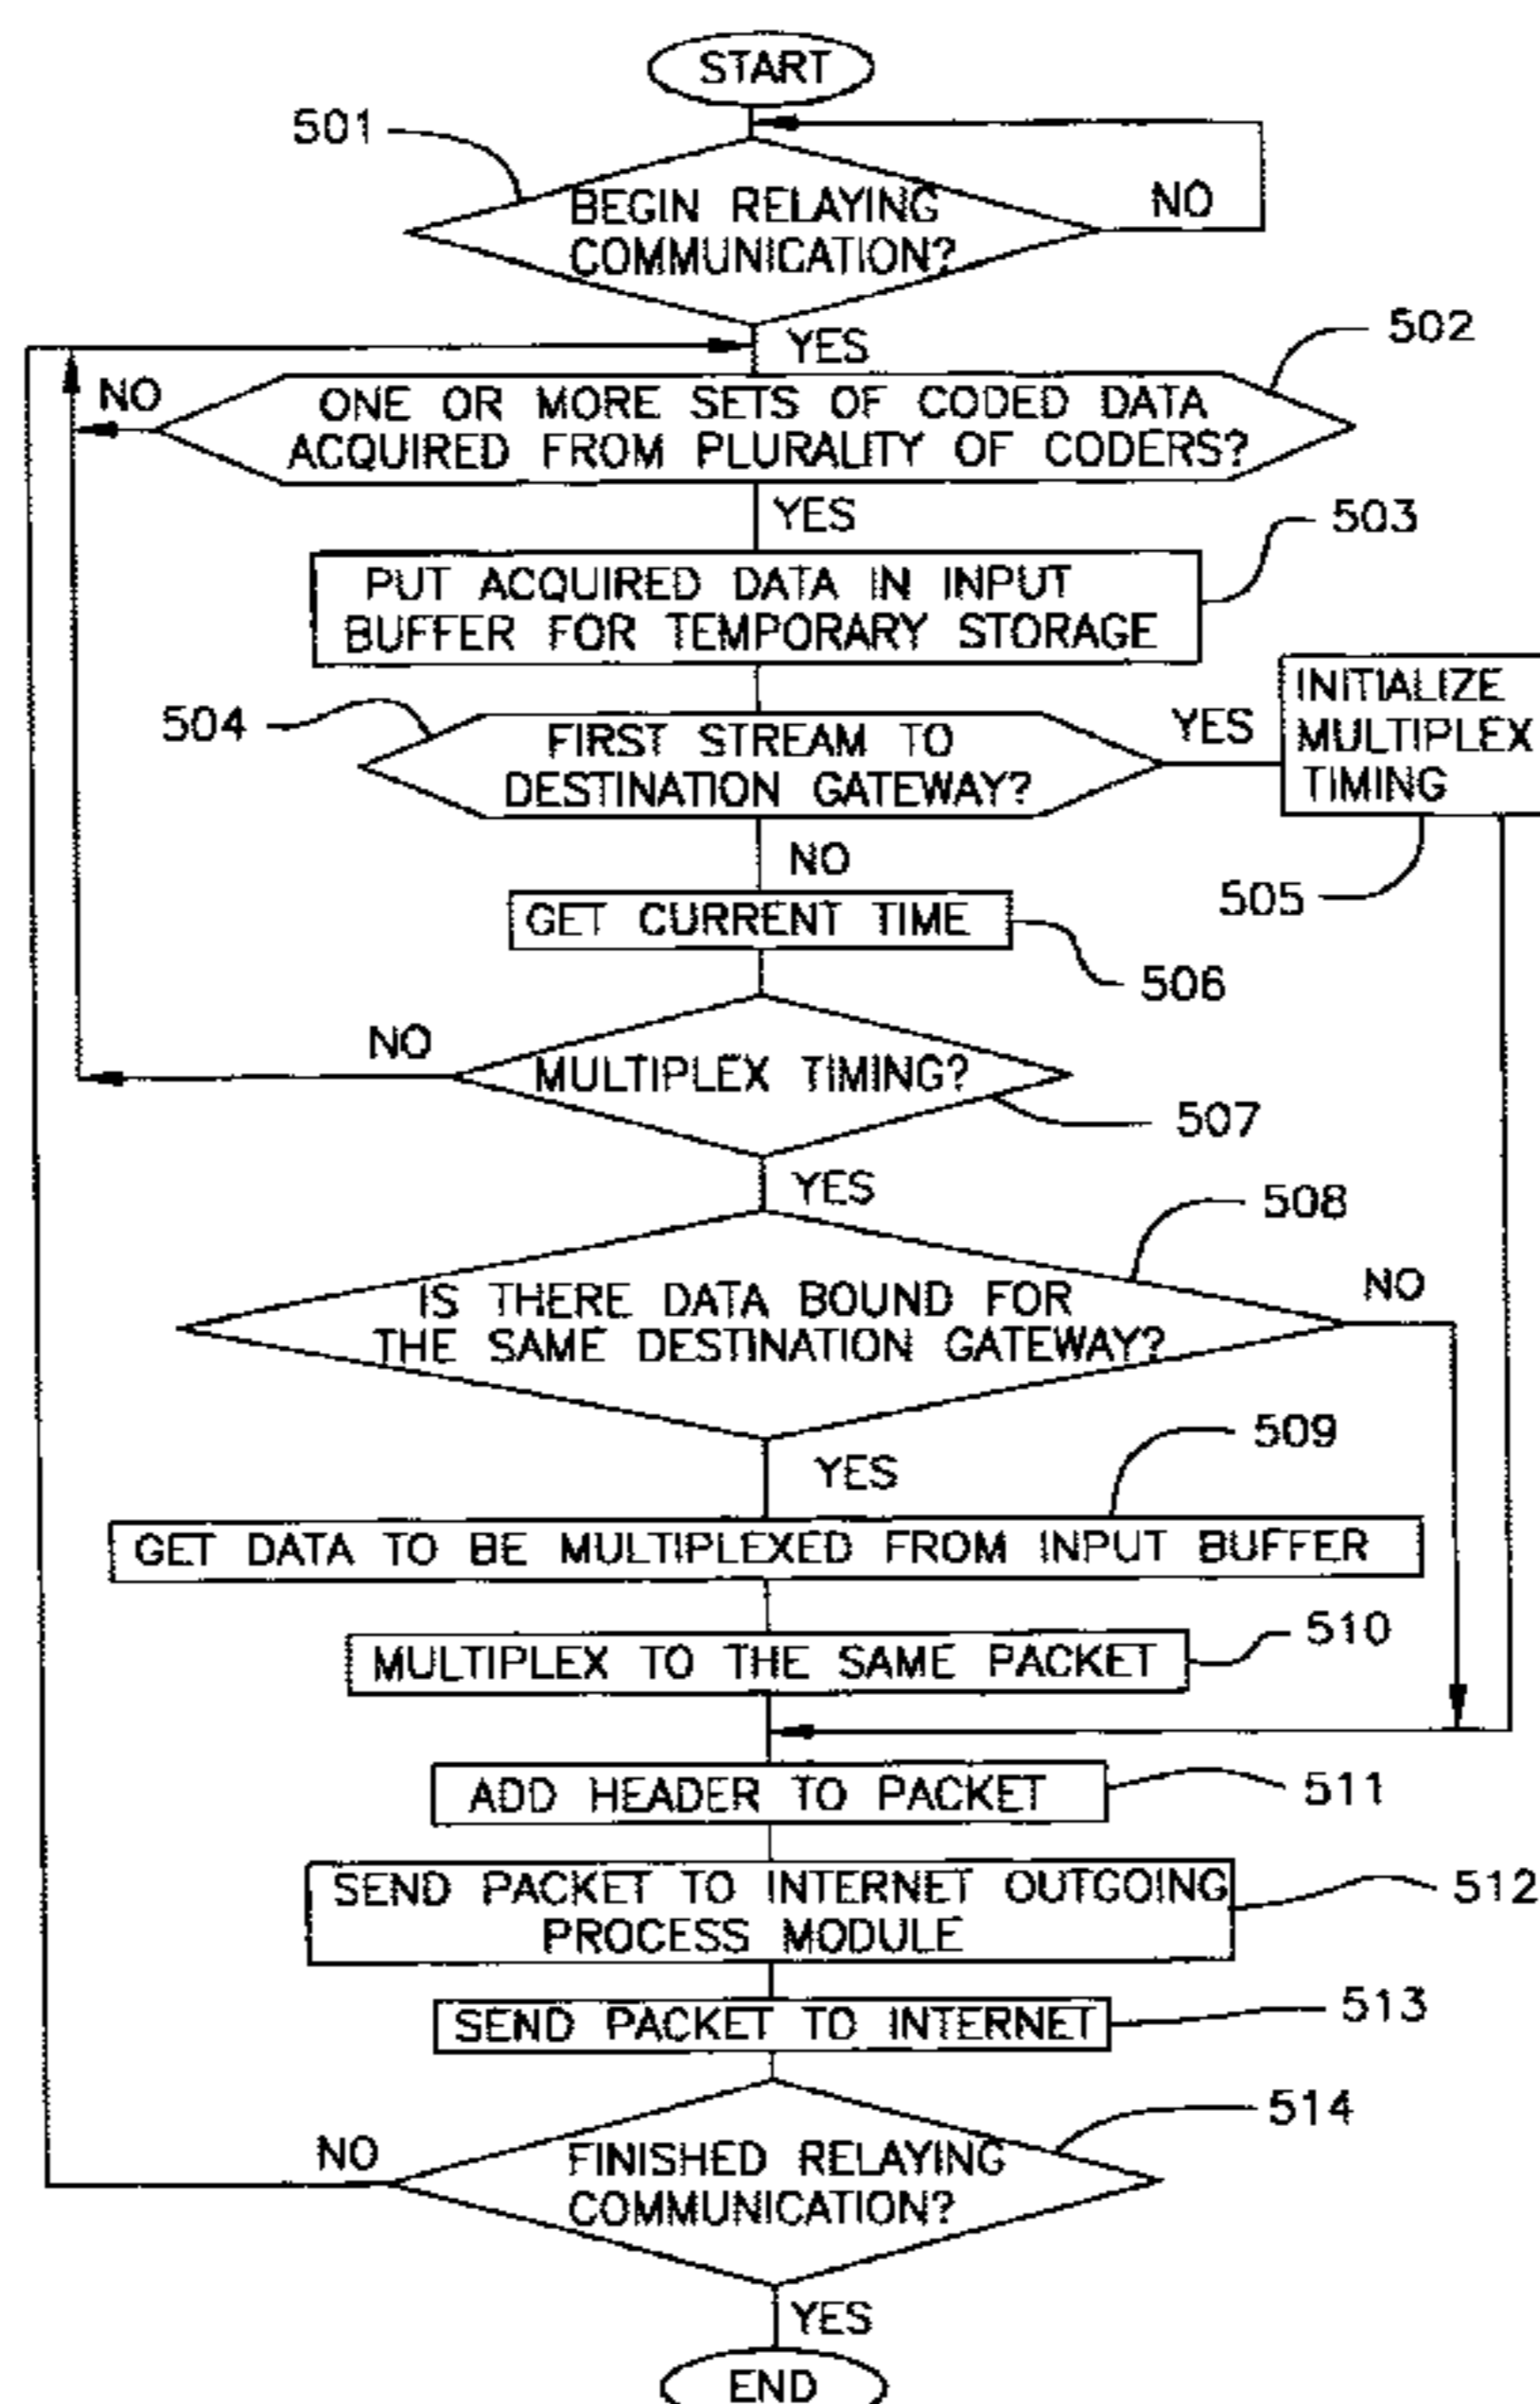 START
501
BEGIN RELAYING
COMMUNICATION?
NO
YES
502
NO
ONE OR MORE SETS OF CODED DATA
ACQUIRED FROM PLURALITY OF CODERS?
YES
503
PUT ACQUIRED DATA IN INPUT
BUFFER FOR TEMPORARY STORAGE
504
FIRST STREAM TO
DESTINATION GATEWAY?
YES
INITIALIZE
MULTIPLEX
TIMING
505
NO
GET CURRENT TIME
506
NO
MULTIPLEX TIMING?
507
YES
508
IS THERE DATA BOUND FOR
THE SAME DESTINATION GATEWAY?
NO
YES
509
GET DATA TO BE MULTIPLEXED FROM INPUT BUFFER
510
MULTIPLEX TO THE SAME PACKET
ADD HEADER TO PACKET
511
SEND PACKET TO INTERNET OUTGOING
PROCESS MODULE
512
SEND PACKET TO INTERNET
513
514
NO
FINISHED RELAYING
COMMUNICATION?
YES
END